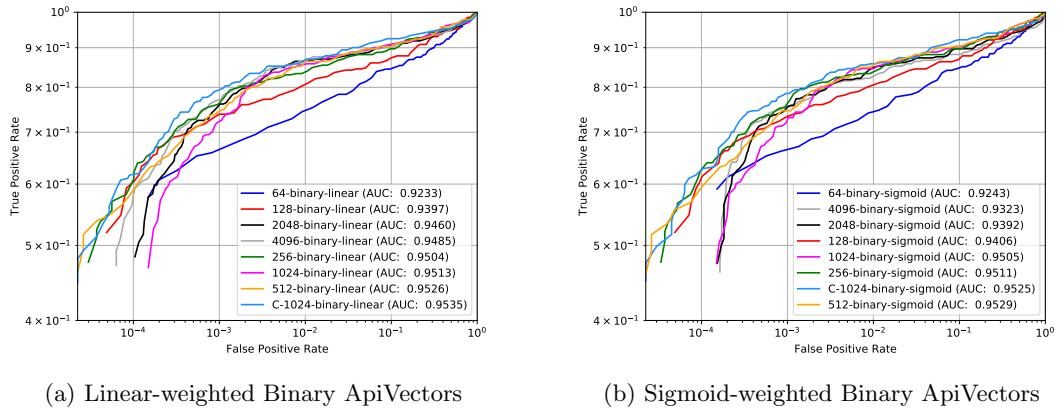 10⁰
9 × 10⁻¹
8 × 10⁻¹
7 × 10⁻¹
6 × 10⁻¹
5 × 10⁻¹
4 × 10⁻¹
True Positive Rate
64-binary-linear (AUC: 0.9233)
128-binary-linear (AUC: 0.9397)
2048-binary-linear (AUC: 0.9460)
4096-binary-linear (AUC: 0.9485)
256-binary-linear (AUC: 0.9504)
1024-binary-linear (AUC: 0.9513)
512-binary-linear (AUC: 0.9526)
C-1024-binary-linear (AUC: 0.9535)
10⁻⁴ 10⁻³ 10⁻² 10⁻¹ 10⁰
False Positive Rate
(a) Linear-weighted Binary ApiVectors
10⁰
9 × 10⁻¹
8 × 10⁻¹
7 × 10⁻¹
6 × 10⁻¹
5 × 10⁻¹
4 × 10⁻¹
True Positive Rate
64-binary-sigmoid (AUC: 0.9243)
4096-binary-sigmoid (AUC: 0.9323)
2048-binary-sigmoid (AUC: 0.9392)
128-binary-sigmoid (AUC: 0.9406)
1024-binary-sigmoid (AUC: 0.9505)
256-binary-sigmoid (AUC: 0.9511)
C-1024-binary-sigmoid (AUC: 0.9525)
512-binary-sigmoid (AUC: 0.9529)
10⁻⁴ 10⁻³ 10⁻² 10⁻¹ 10⁰
False Positive Rate
(b) Sigmoid-weighted Binary ApiVectors